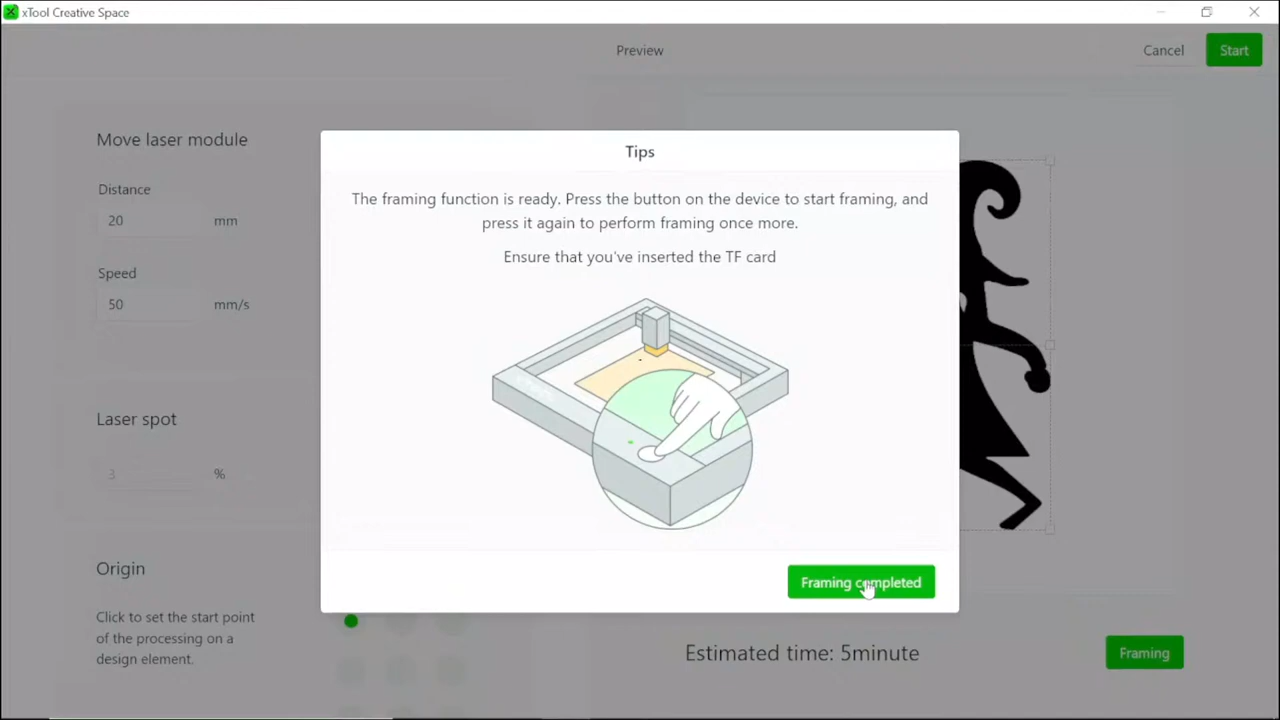 xTool Creative Space
Preview
Cancel
Start
Move laser module
Distance
20 mm
Speed
50 mm/s
Laser spot
3 %
Origin
Click to set the start point
of the processing on a
design element.
Tips
The framing function is ready. Press the button on the device to start framing, and
press it again to perform framing once more.
Ensure that you've inserted the TF card
Framing completed
Estimated time: 5minute
Framing